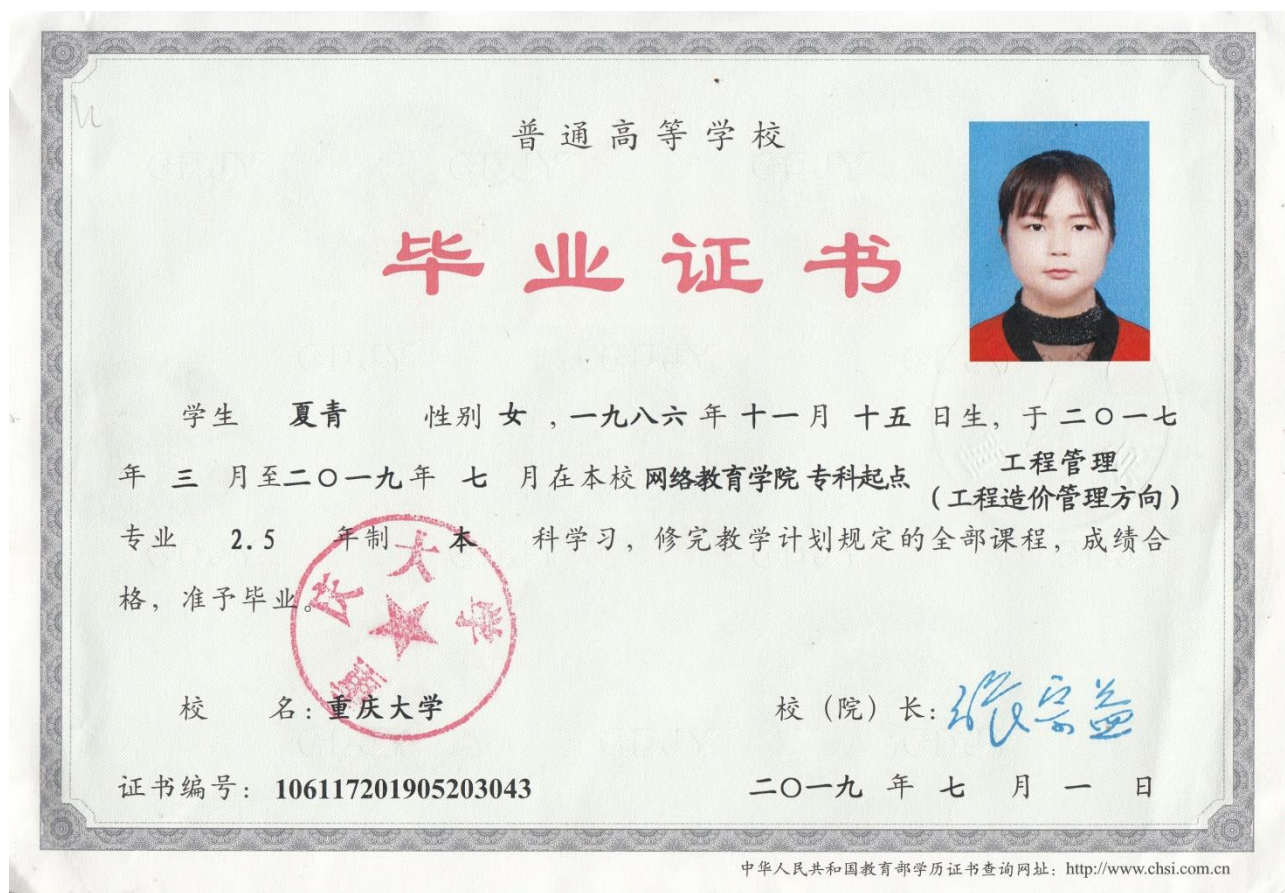 普通高等学校
毕业证书
学生 夏青 性别 女 ，一九八六 年 十一 月 十五 日生，于 二〇一七
年 三 月至二〇一九年 七 月在本校 网络教育学院 专科起点 工程管理
（工程造价管理方向）
专业 2.5 年制 本 科学习，修完教学计划规定的全部课程，成绩合
格，准予毕业。
重庆大学
校 名：重庆大学 校（院）长：张宗益
证书编号： 106117201905203043 二〇一九 年 七 月 一 日
中华人民共和国教育部学历证书查询网址：http://www.chsi.com.cn